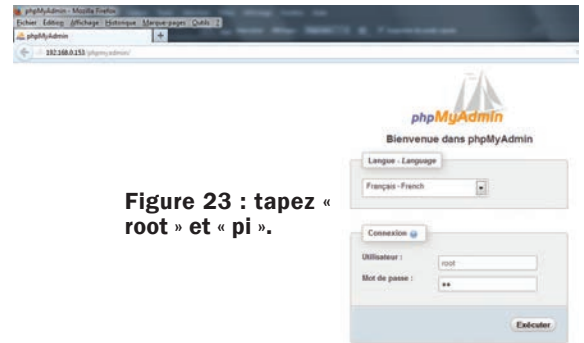 phpMyAdmin - Mozilla Firefox
Fichier Édition Affichage Historique Marque-pages Outils ?
phpMyAdmin
192.168.0.153/phpmyadmin/
phpMyAdmin
Bienvenue dans phpMyAdmin
Langue - Language
Français - French
Figure 23 : tapez «
root » et « pi ».
Connexion
Utilisateur :
root
Mot de passe :
**
Exécuter